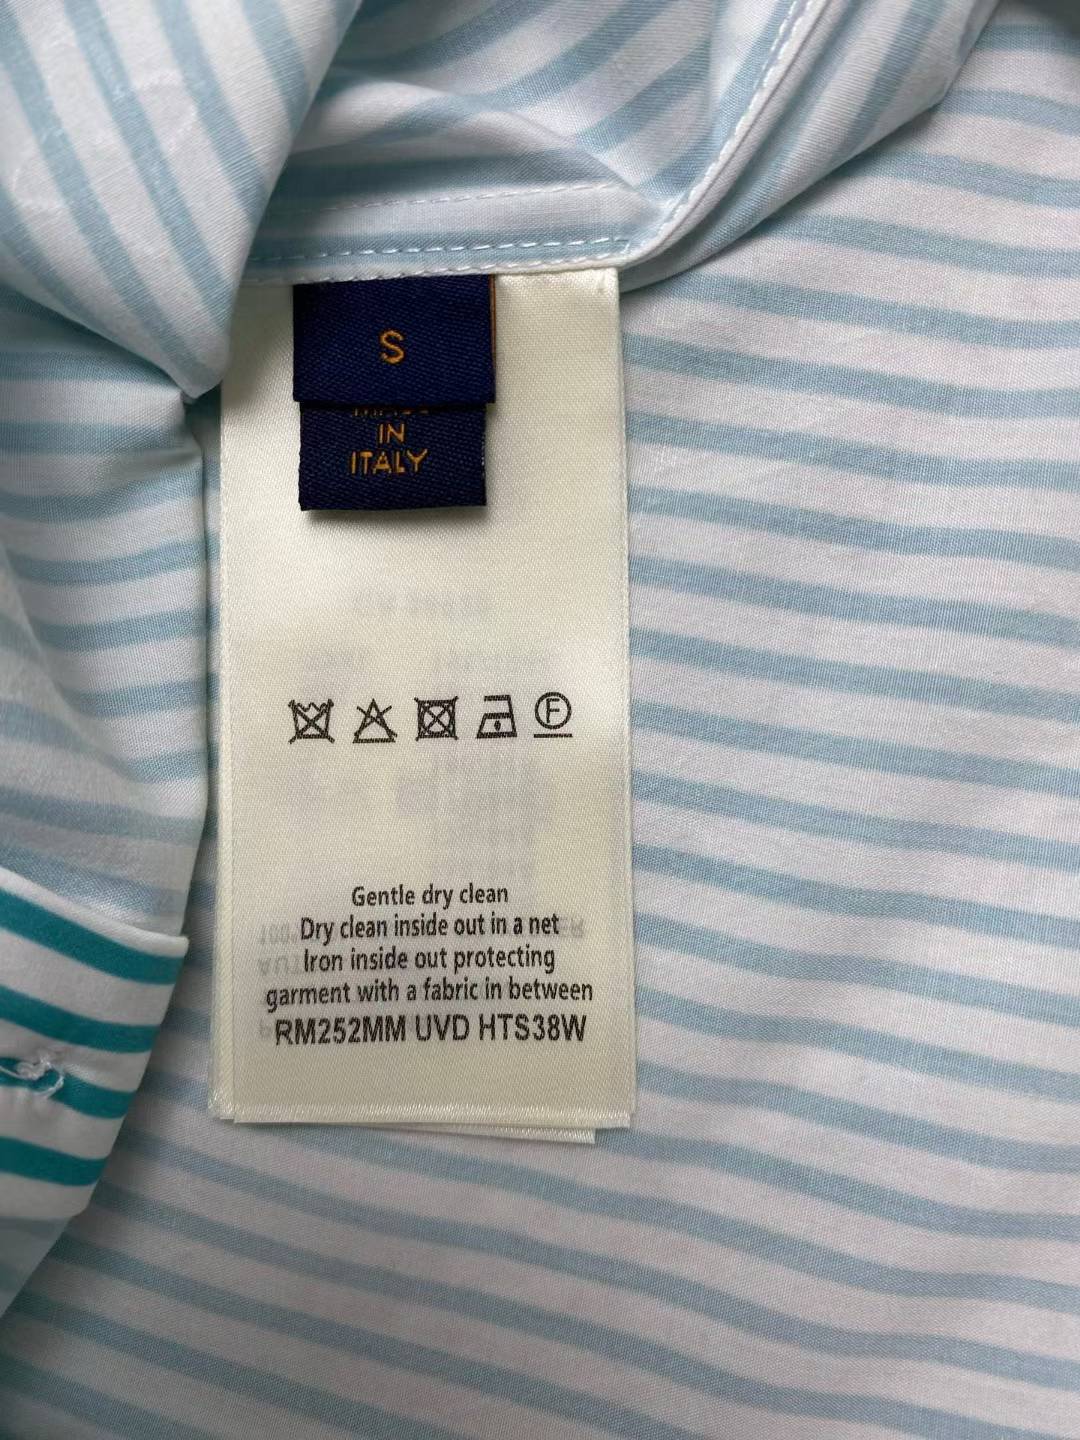 S
IN
ITALY
F
Gentle dry clean
Dry clean inside out in a net
Iron inside out protecting
garment with a fabric in between
RM252MM UVD HTS38W